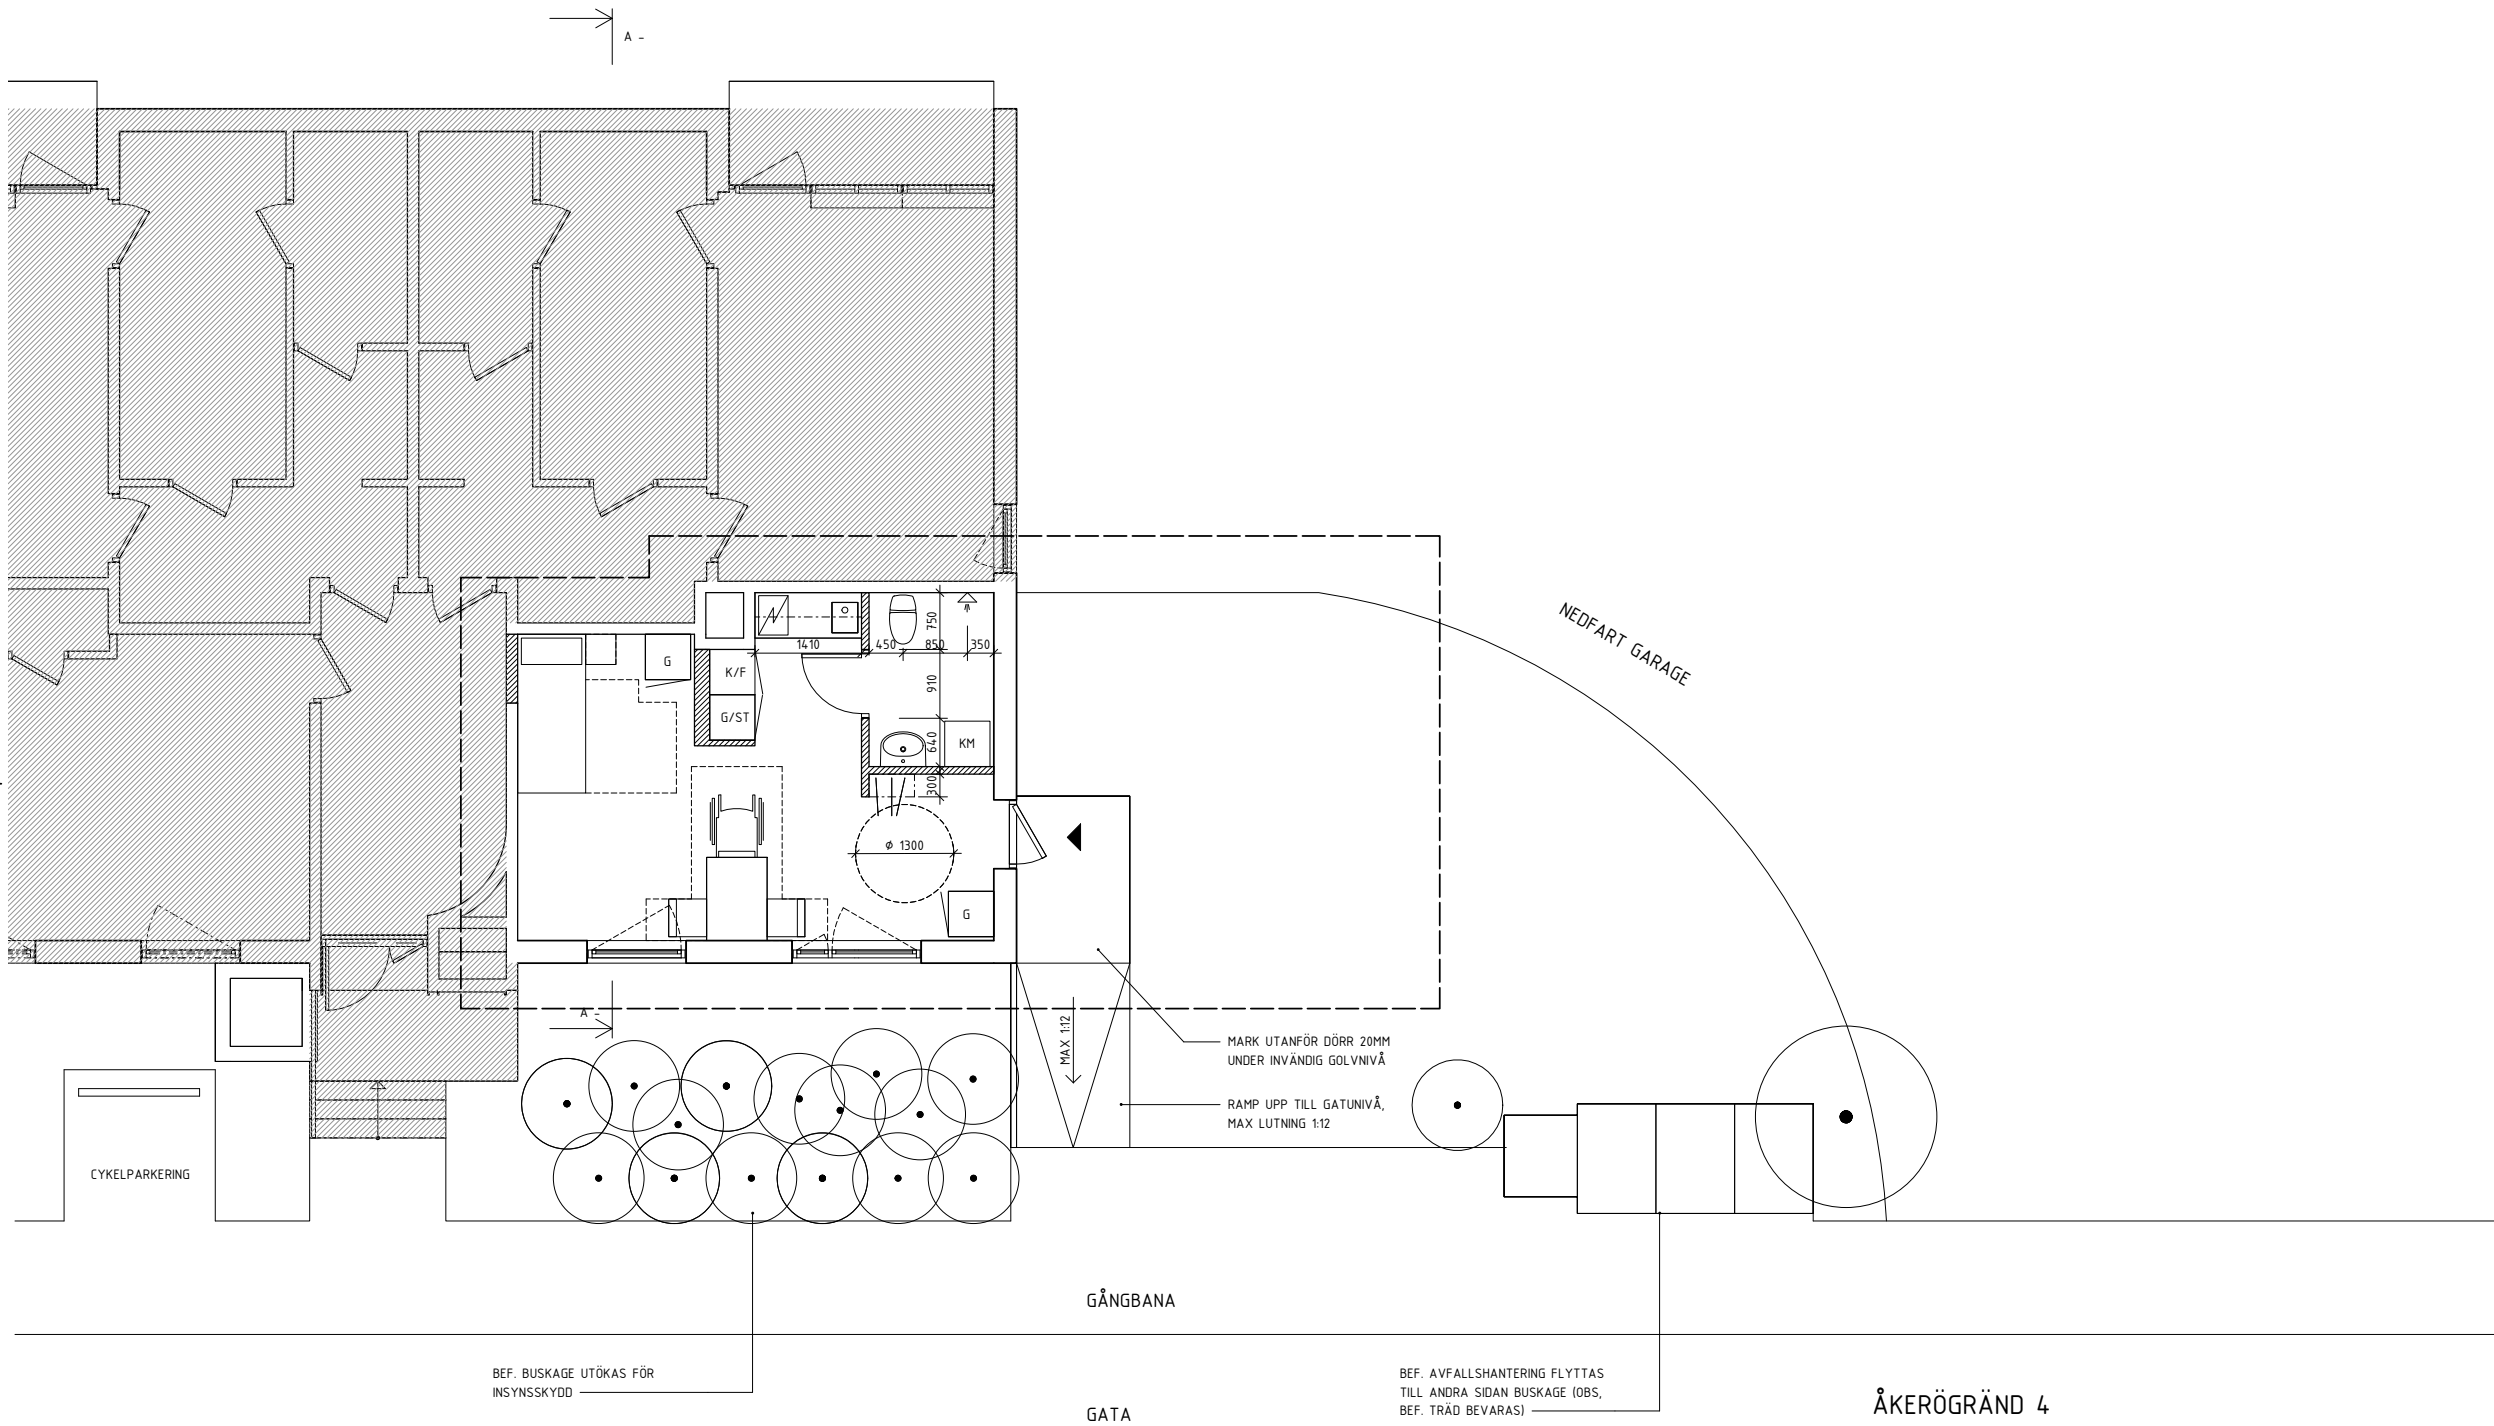 A -
NEDFART GARAGE
750
1410
450
850
350
G
K/F
910
G/ST
640
KM
300
Ø 1300
G
A -
MAX 1:12
MARK UTANFÖR DÖRR 20MM
UNDER INVÄNDIG GOLVNIVÅ
RAMP UPP TILL GATUNIVÅ,
MAX LUTNING 1:12
CYKELPARKERING
GÅNGBANA
BEF. BUSKAGE UTÖKAS FÖR
INSYNSSKYDD
BEF. AVFALLSHANTERING FLYTTAS
TILL ANDRA SIDAN BUSKAGE (OBS,
BEF. TRÄD BEVARAS)
GATA
ÅKERÖGRÄND 4